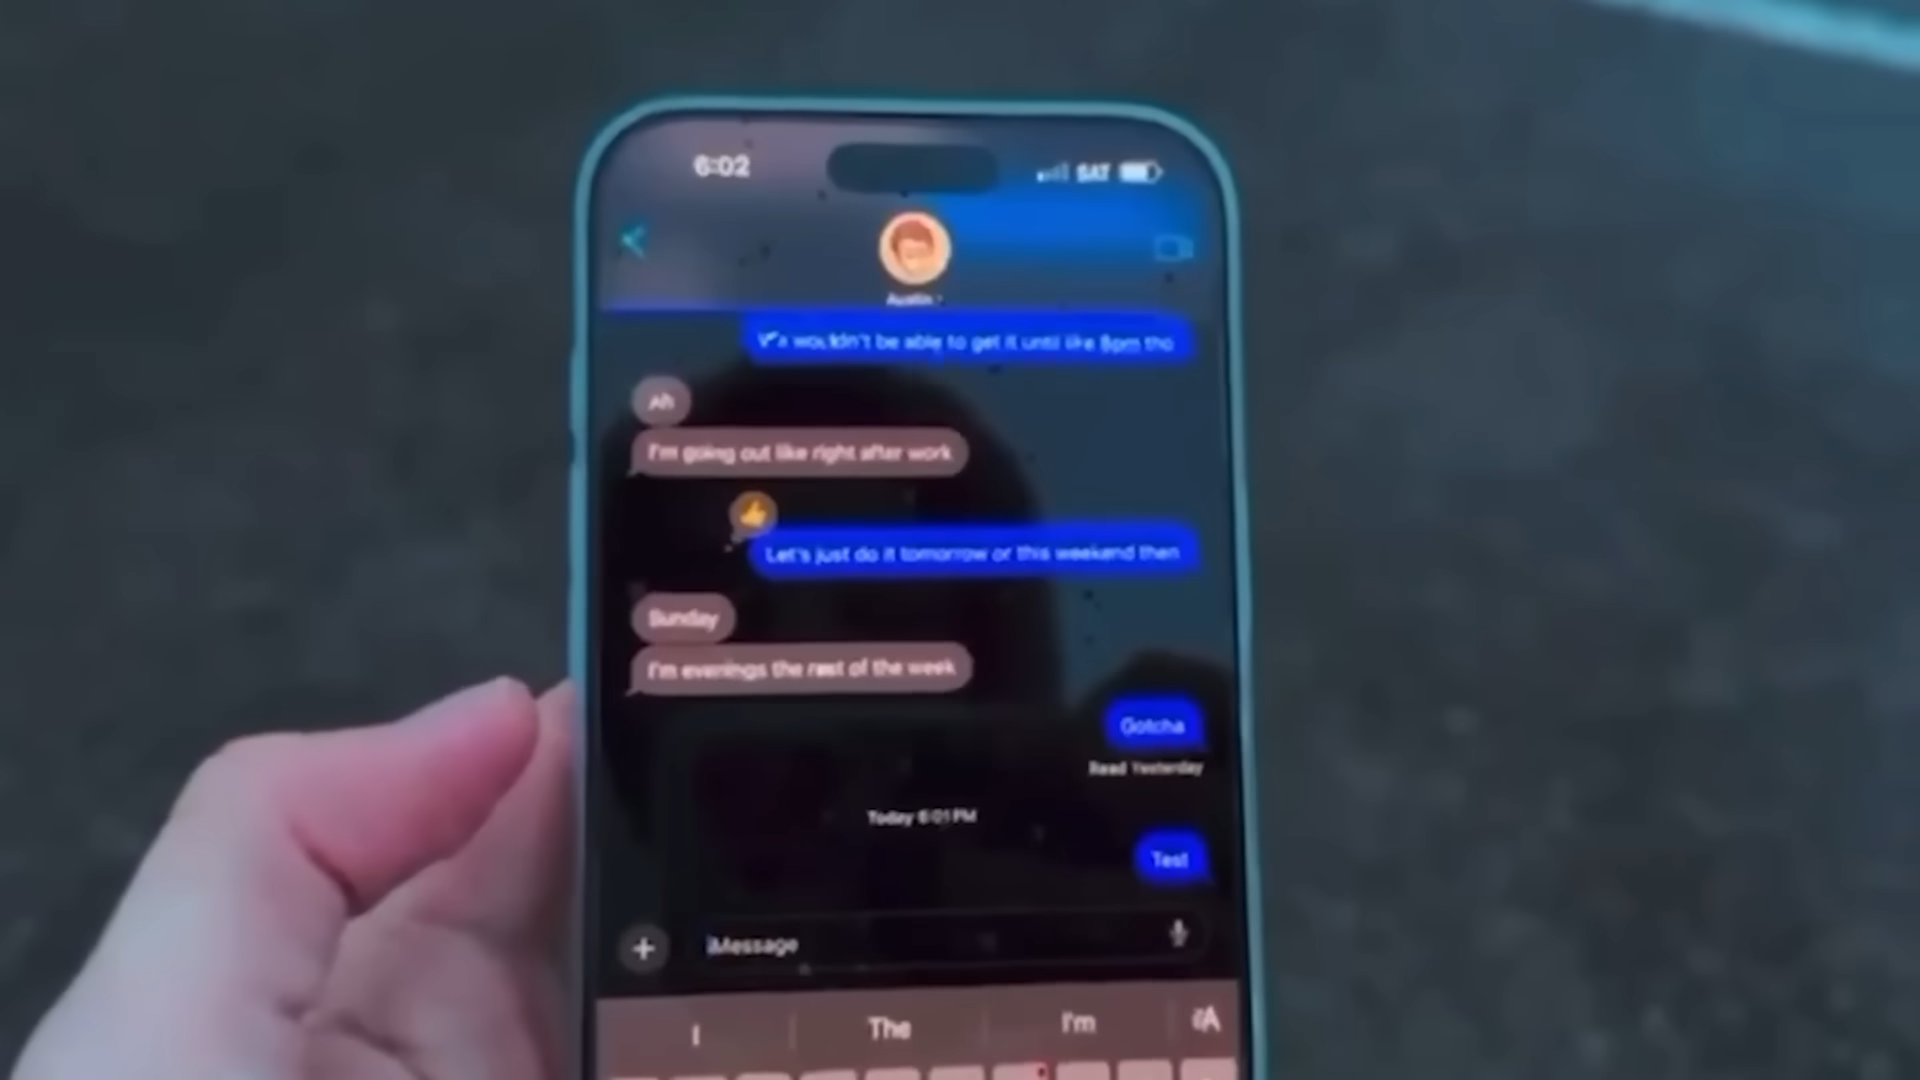 6:02
SAT
Austin
wouldn't be able to get it until like 8pm tho
Ah
I'm going out like right after work
Let's just do it tomorrow or this weekend then
Sunday
I'm evenings the rest of the week
Gotcha
Read Yesterday
Today 6:01 PM
Test
iMessage
I
The
I'm